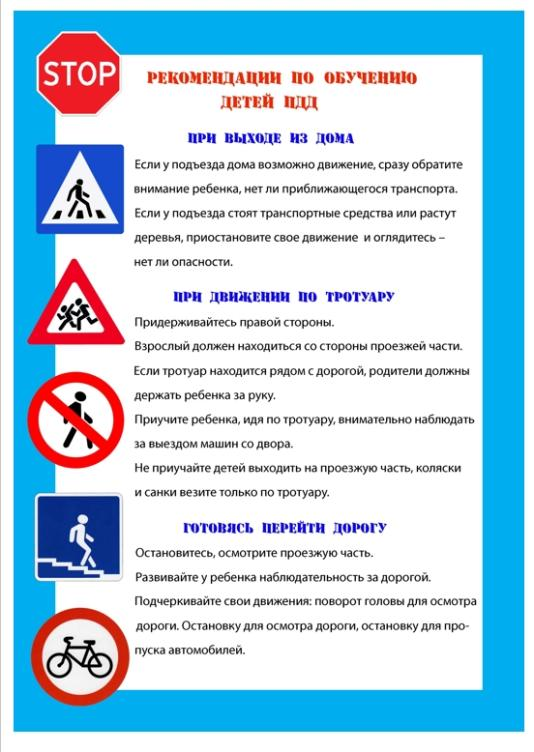 STOP
РЕКОМЕНДАЦИИ ПО ОБУЧЕНИЮ
ДЕТЕЙ ПДД
ПРИ ВЫХОДЕ ИЗ ДОМА
Если у подъезда дома возможно движение, сразу обратите
внимание ребенка, нет ли приближающегося транспорта.
Если у подъезда стоят транспортные средства или растут
деревья, приостановите свое движение и оглядитесь –
нет ли опасности.
ПРИ ДВИЖЕНИИ ПО ТРОТУАРУ
Придерживайтесь правой стороны.
Взрослый должен находиться со стороны проезжей части.
Если тротуар находится рядом с дорогой, родители должны
держать ребенка за руку.
Приучите ребенка, идя по тротуару, внимательно наблюдать
за выездом машин со двора.
Не приучайте детей выходить на проезжую часть, коляски
и санки везите только по тротуару.
ГОТОВЯСЬ ПЕРЕЙТИ ДОРОГУ
Остановитесь, осмотрите проезжую часть.
Развивайте у ребенка наблюдательность за дорогой.
Подчеркивайте свои движения: поворот головы для осмотра
дороги. Остановку для осмотра дороги, остановку для про-
пуска автомобилей.